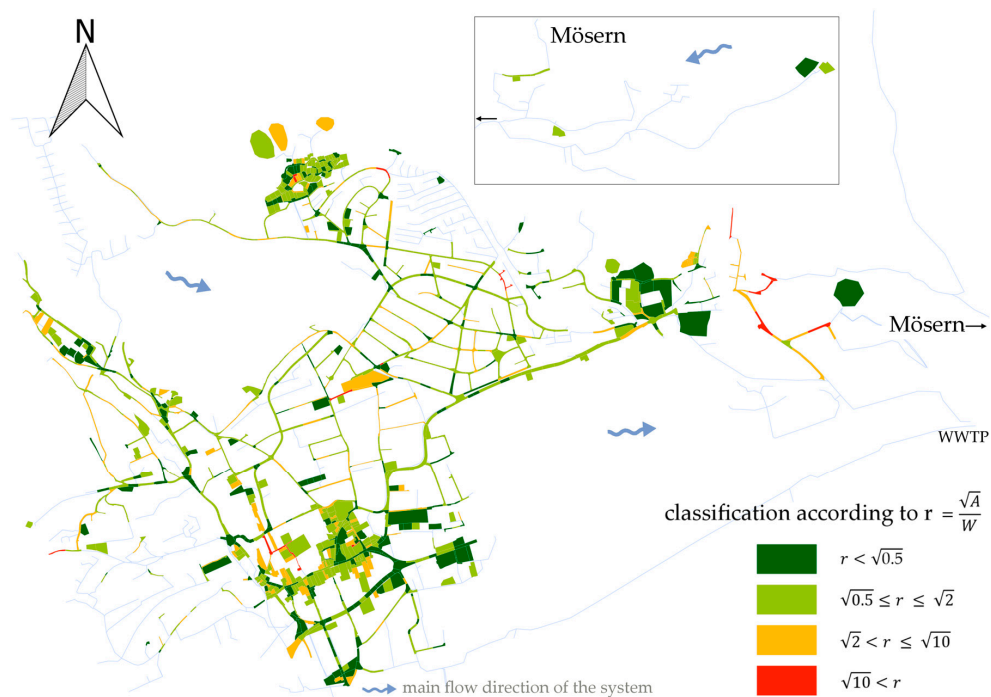 N
Mösern
Mösern→
WWTP
classification according to r = √A/W
r < √0.5
√0.5 ≤ r ≤ √2
√2 < r ≤ √10
√10 < r
main flow direction of the system